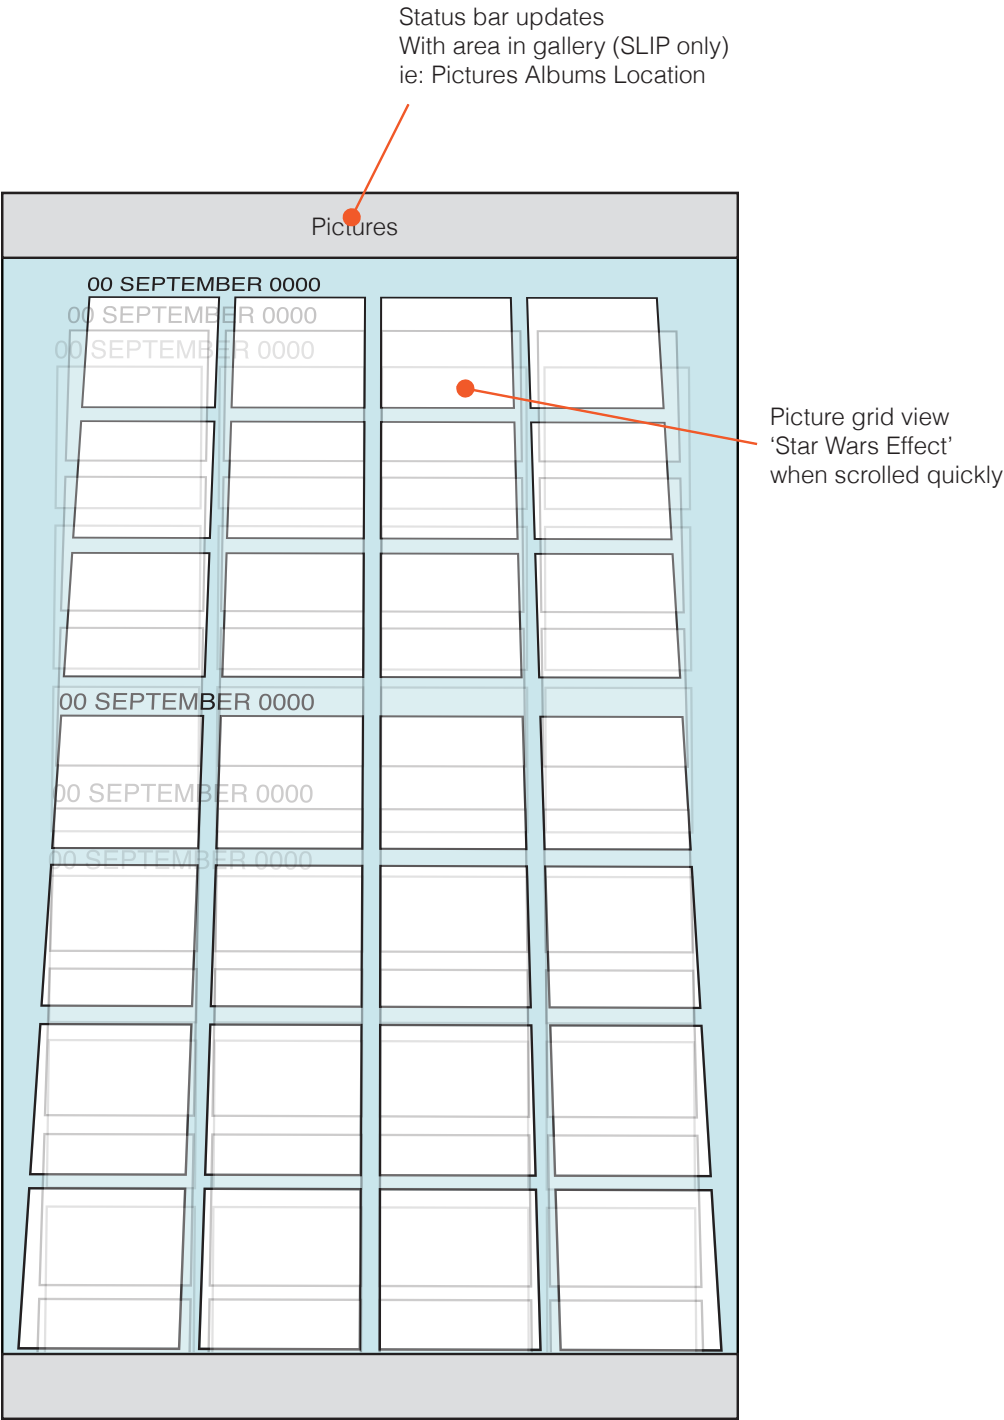 Status bar updates
With area in gallery (SLIP only)
ie: Pictures Albums Location
Pictures
00 SEPTEMBER 0000
00 SEPTEMBER 0000
00 SEPTEMBER 0000
Picture grid view
‘Star Wars Effect’
when scrolled quickly
00 SEPTEMBER 0000
00 SEPTEMBER 0000
00 SEPTEMBER 0000